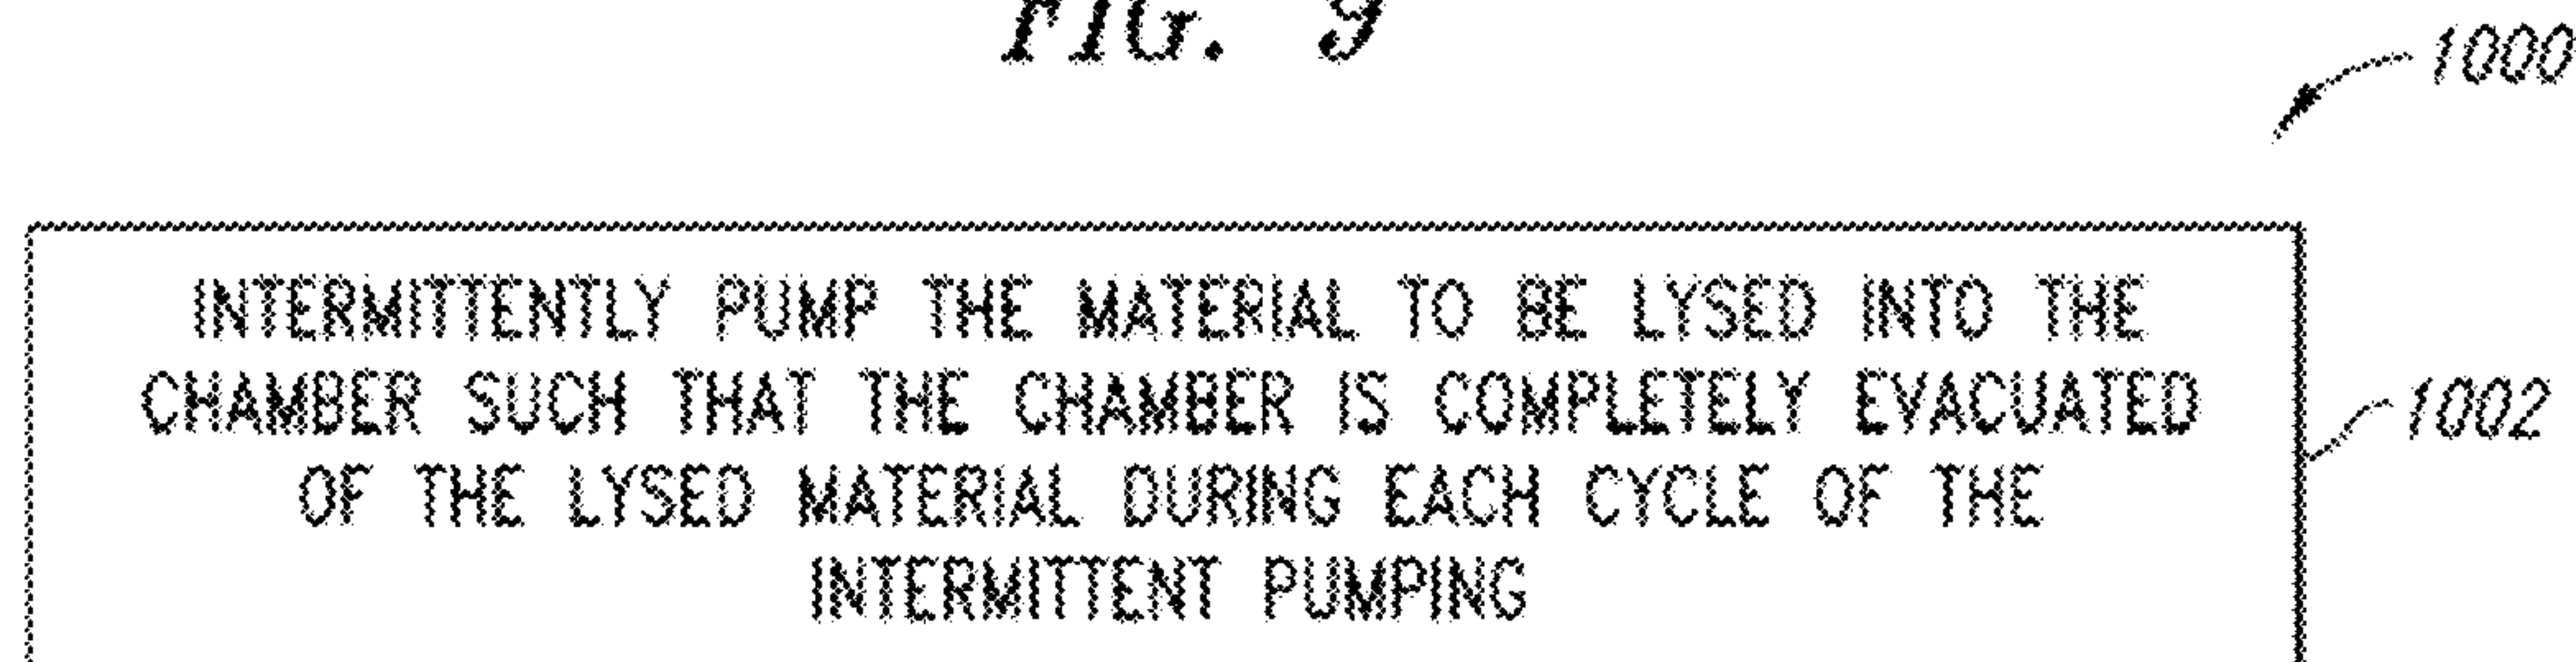 FIG. 9
1000
INTERMITTENTLY PUMP THE MATERIAL TO BE LYSED INTO THE
CHAMBER SUCH THAT THE CHAMBER IS COMPLETELY EVACUATED
1002
OF THE LYSED MATERIAL DURING EACH CYCLE OF THE
INTERMITTENT PUMPING